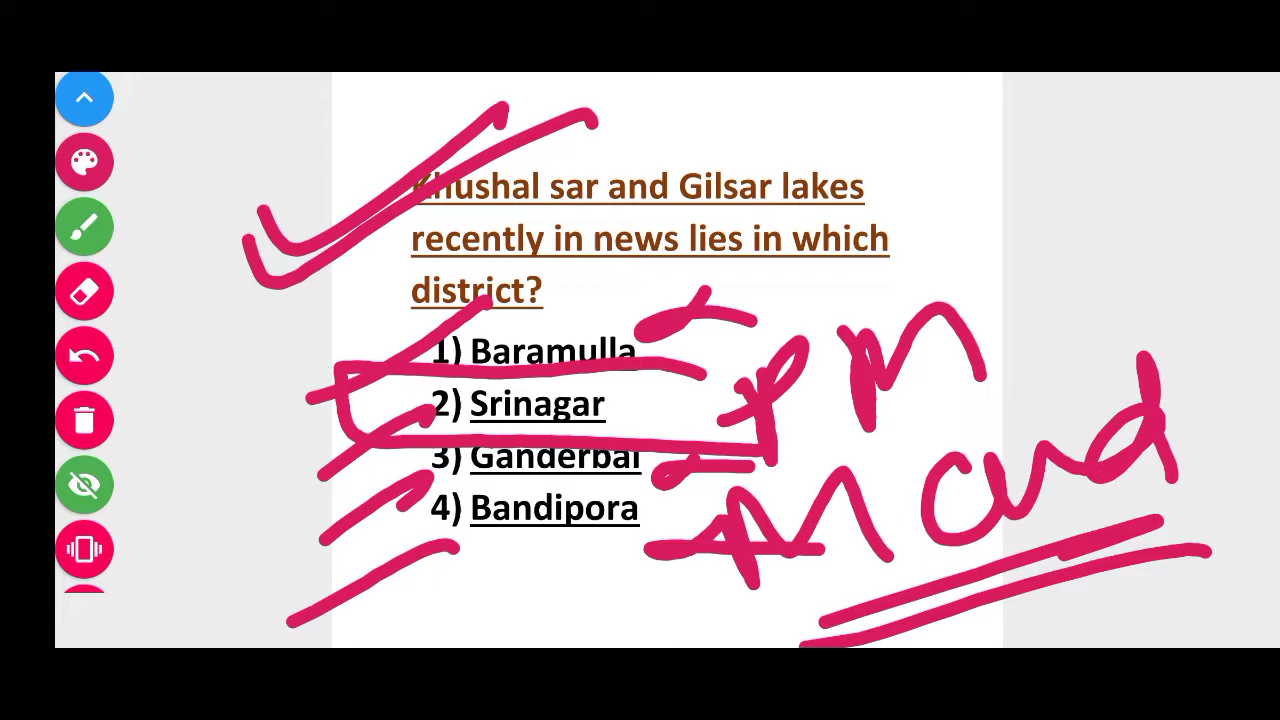 Khushal sar and Gilsar lakes
recently in news lies in which
district?
1) Baramulla
2) Srinagar
3) Ganderbal
4) Bandipora
PM